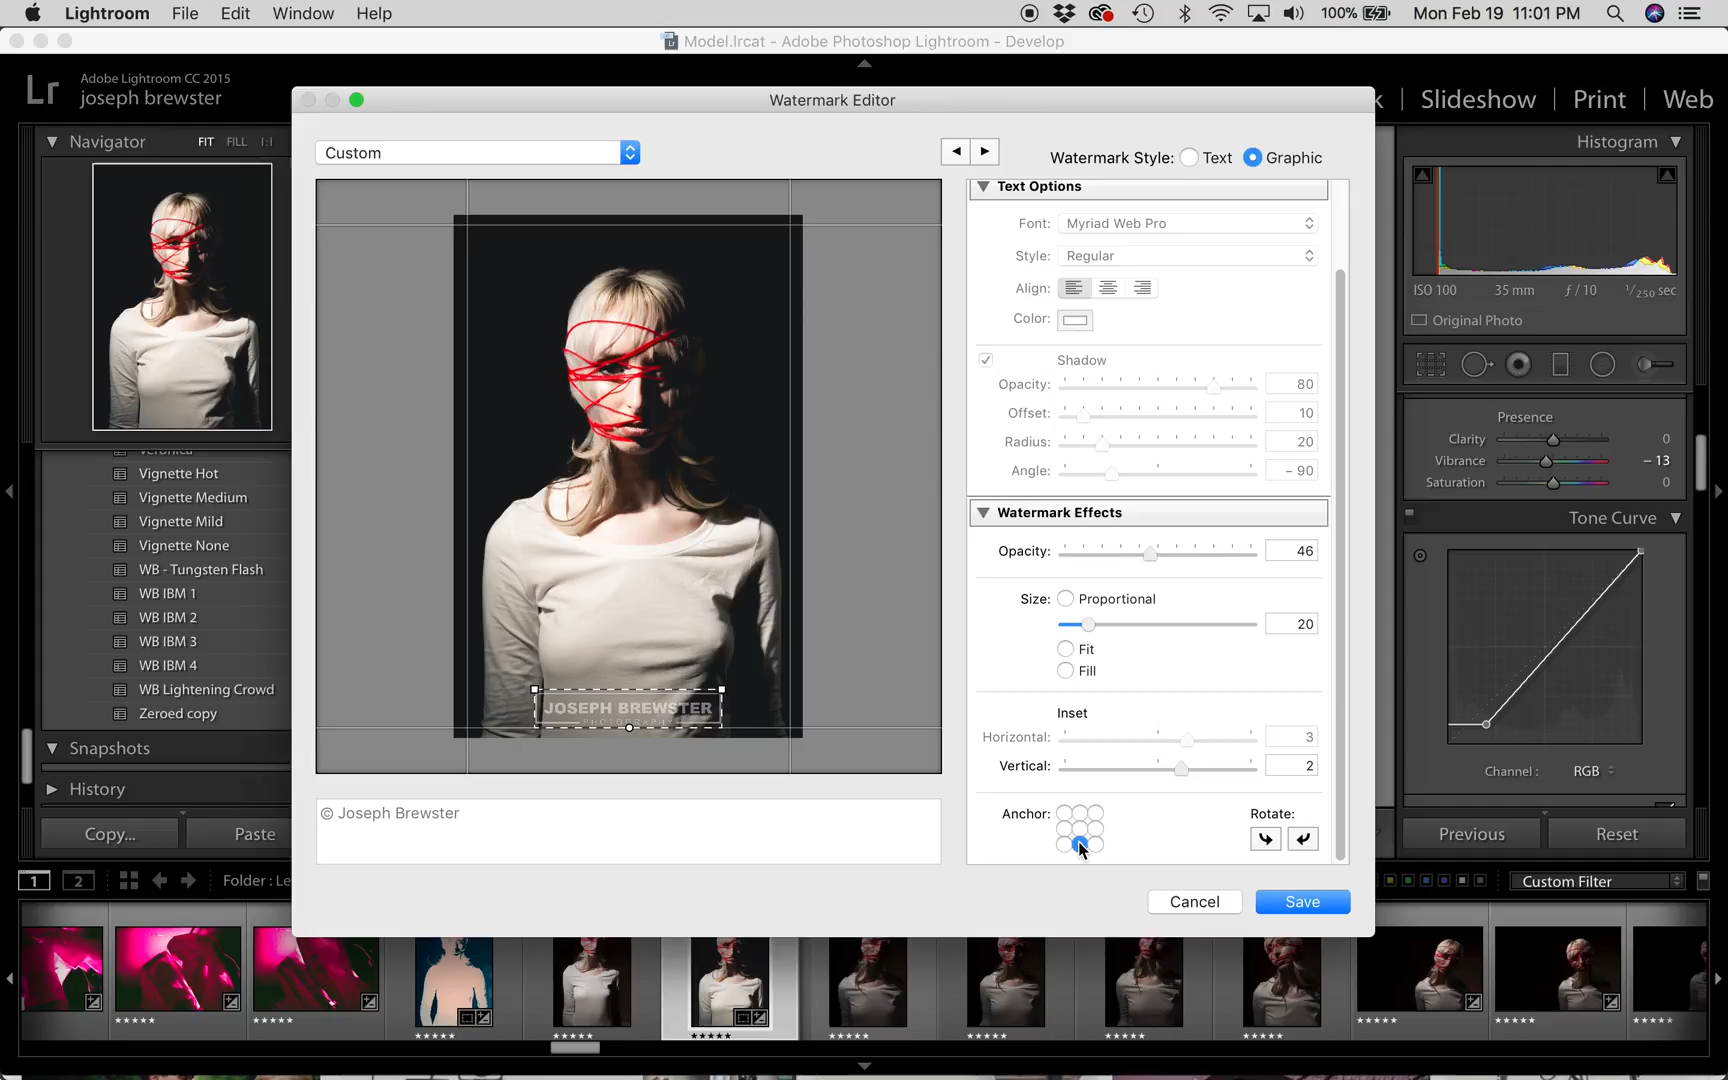 Lightroom File Edit Window Help
100% Mon Feb 19 11:01 PM
Model.lrcat - Adobe Photoshop Lightroom - Develop
Lr
Adobe Lightroom CC 2015
joseph brewster
Slideshow | Print | Web
Watermark Editor
Navigator FIT FILL 1:1
Histogram
Custom
Watermark Style: Text Graphic
Text Options
Font: Myriad Web Pro
Style: Regular
Align:
Color:
Shadow
Opacity: 80
Offset: 10
Radius: 20
Angle: - 90
Watermark Effects
Opacity: 46
Size: Proportional
20
Fit
Fill
Inset
Horizontal: 3
Vertical: 2
Anchor: Rotate:
JOSEPH BREWSTER
PHOTOGRAPHY
© Joseph Brewster
Cancel Save
ISO 100 35 mm ƒ / 10 1/250 sec
Original Photo
Presence
Clarity 0
Vibrance - 13
Saturation 0
Tone Curve
Channel : RGB
Previous Reset
Veronica
Vignette Hot
Vignette Medium
Vignette Mild
Vignette None
WB - Tungsten Flash
WB IBM 1
WB IBM 2
WB IBM 3
WB IBM 4
WB Lightening Crowd
Zeroed copy
Snapshots
History
Copy... Paste
1 2 Folder : Le
Custom Filter